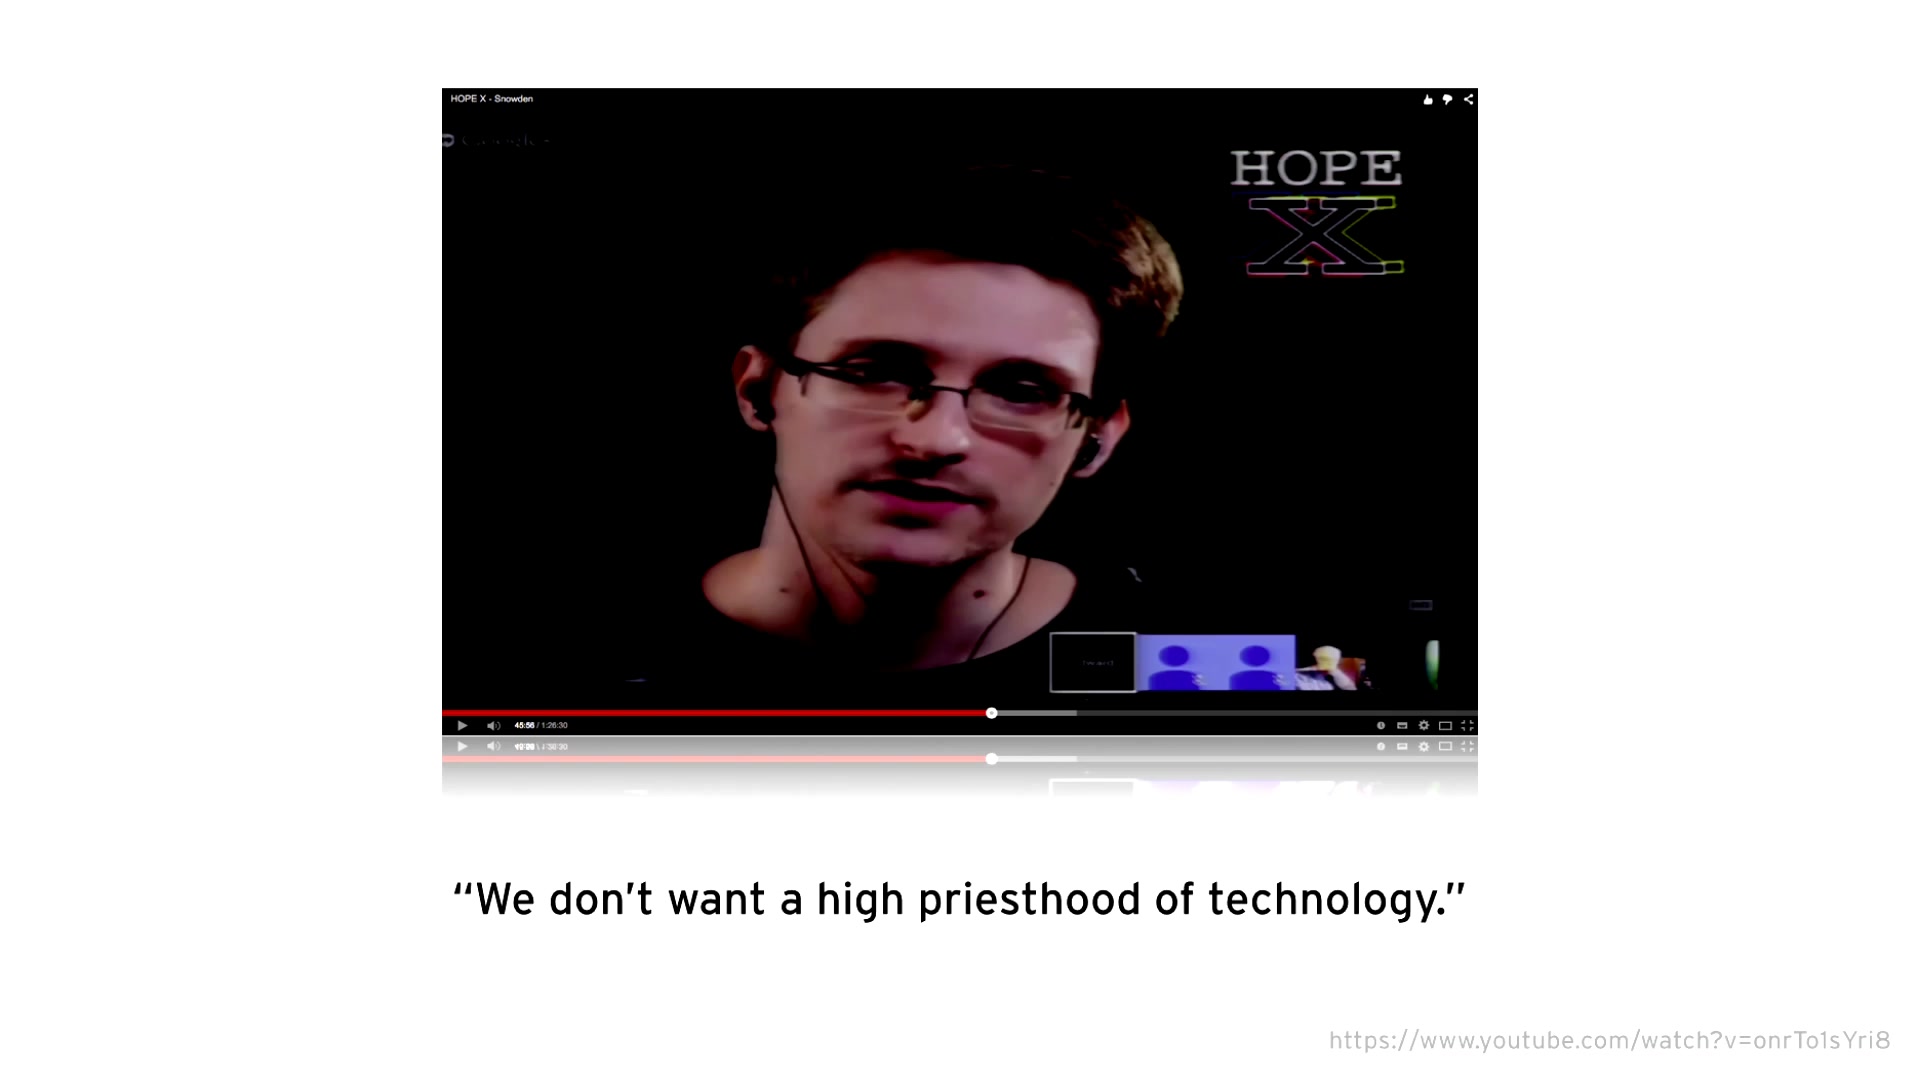 HOPE X - Snowden
HOPE
X
45:56 / 1:26:30
“We don’t want a high priesthood of technology.”
https://www.youtube.com/watch?v=onrTo1sYri8